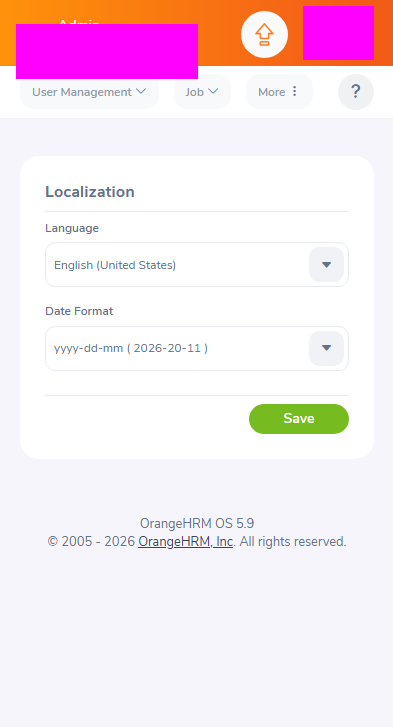 User Management
Job
More
?
Localization
Language
English (United States)
Date Format
yyyy-dd-mm ( 2026-20-11 )
Save
OrangeHRM OS 5.9
© 2005 - 2026 OrangeHRM, Inc. All rights reserved.